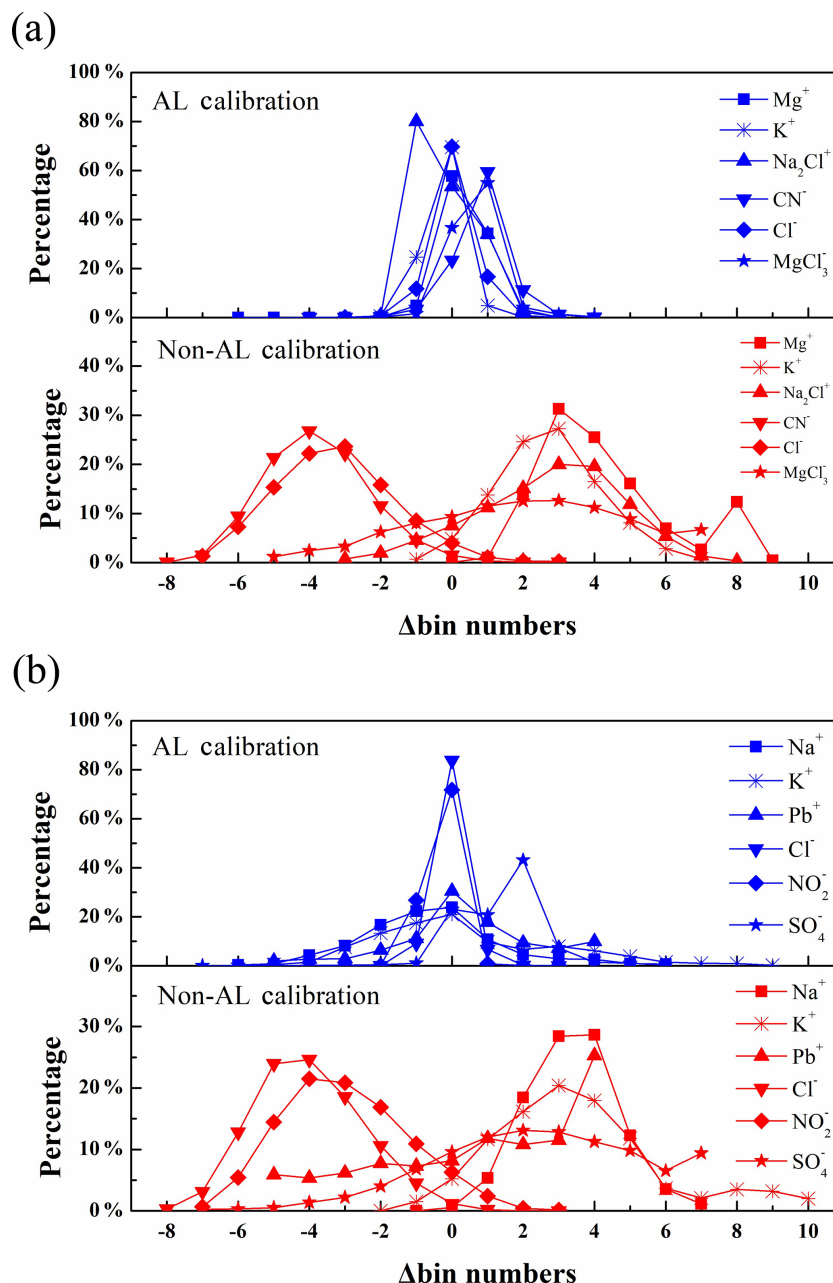 (a)
100 %
80 %
60 %
40 %
20 %
0 %
Percentage
AL calibration
Mg+
K+
Na2Cl+
CN-
Cl-
MgCl3-
40 %
30 %
20 %
10 %
0 %
Percentage
Non-AL calibration
Mg+
K+
Na2Cl+
CN-
Cl-
MgCl3-
-8 -6 -4 -2 0 2 4 6 8 10
Δbin numbers
(b)
100 %
80 %
60 %
40 %
20 %
0 %
Percentage
AL calibration
Na+
K+
Pb+
Cl-
NO2-
SO4-
30 %
20 %
10 %
0 %
Percentage
Non-AL calibration
Na+
K+
Pb+
Cl-
NO2-
SO4-
-8 -6 -4 -2 0 2 4 6 8 10
Δbin numbers